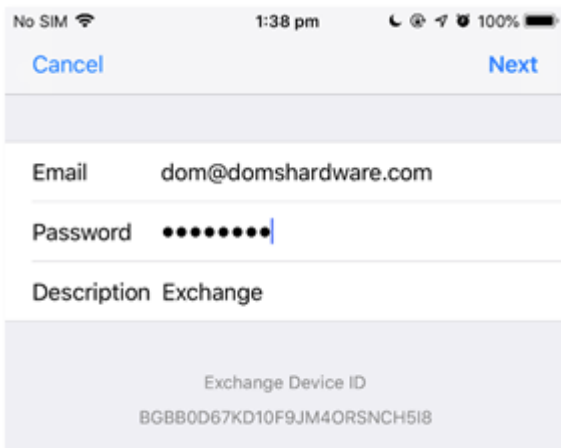 No SIM 1:38 pm 100%
Cancel Next
Email dom@domshardware.com
Password ••••••••
Description Exchange
Exchange Device ID
BGBB0D67KD10F9JM4ORSNCH5I8